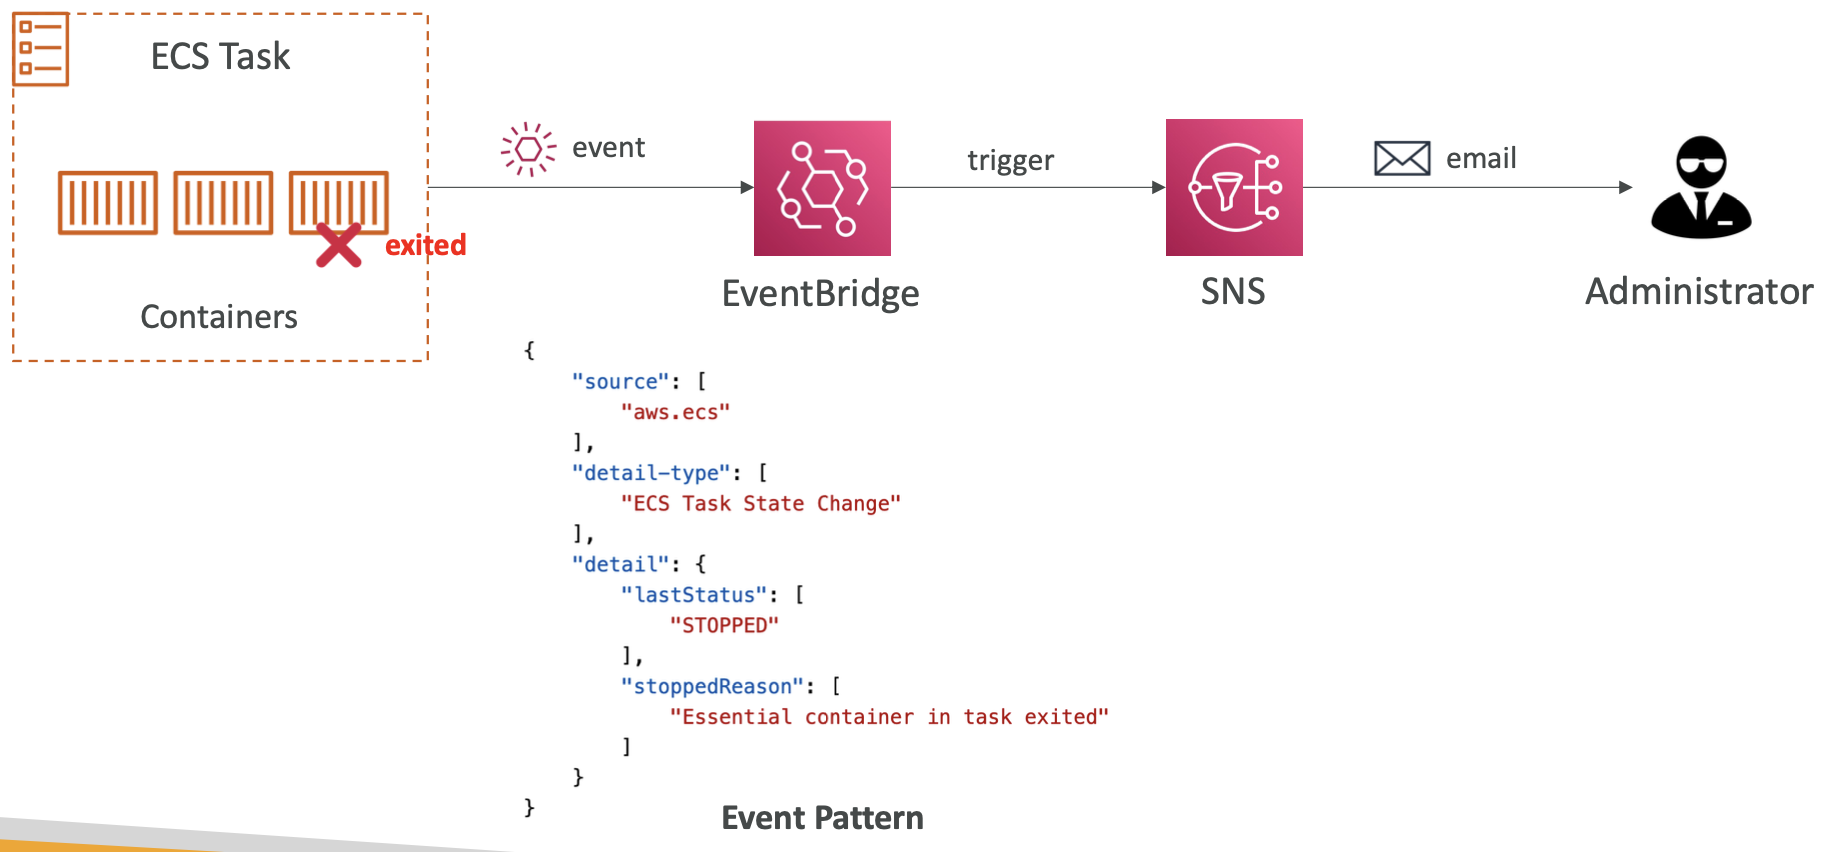 ECS Task
event
trigger
email
exited
Containers
EventBridge
SNS
Administrator
{
    "source": [
        "aws.ecs"
    ],
    "detail-type": [
        "ECS Task State Change"
    ],
    "detail": {
        "lastStatus": [
            "STOPPED"
        ],
        "stoppedReason": [
            "Essential container in task exited"
        ]
    }
}
Event Pattern